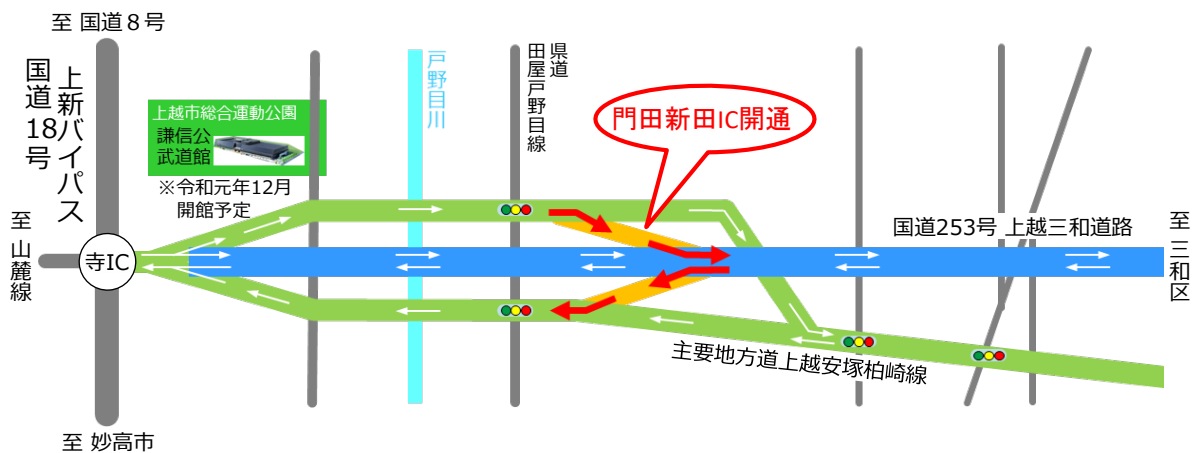 至 国道８号
上新バイパス
国道18号
上越市総合運動公園
謙信公
武道館
※令和元年12月
開館予定
戸野目川
県道
田屋戸野目線
門田新田IC開通
国道253号 上越三和道路
至 三和区
至 山麓線
寺IC
主要地方道上越安塚柏崎線
至 妙高市